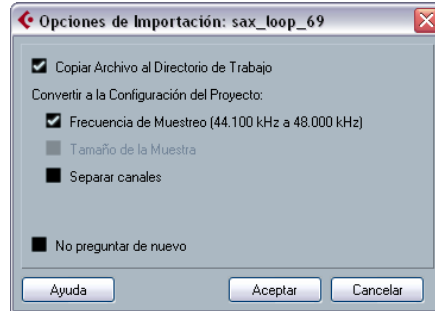 Opciones de Importación: sax_loop_69
Copiar Archivo al Directorio de Trabajo
Convertir a la Configuración del Proyecto:
Frecuencia de Muestreo (44.100 kHz a 48.000 kHz)
Tamaño de la Muestra
Separar canales
No preguntar de nuevo
Ayuda Aceptar Cancelar